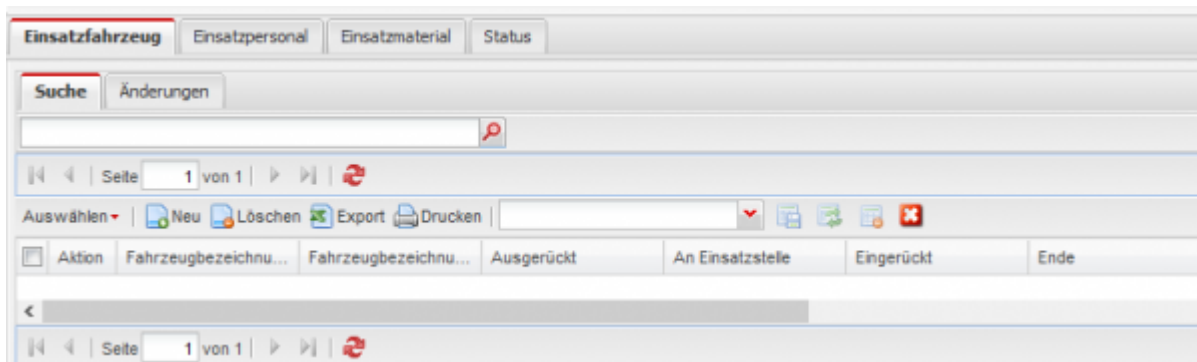 Einsatzfahrzeug Einsatzpersonal Einsatzmaterial Status
Suche Änderungen
Seite 1 von 1
Auswählen Neu Löschen Export Drucken
Aktion Fahrzeugbezeichnu... Fahrzeugbezeichnu... Ausgerückt An Einsatzstelle Eingerückt Ende
Seite 1 von 1